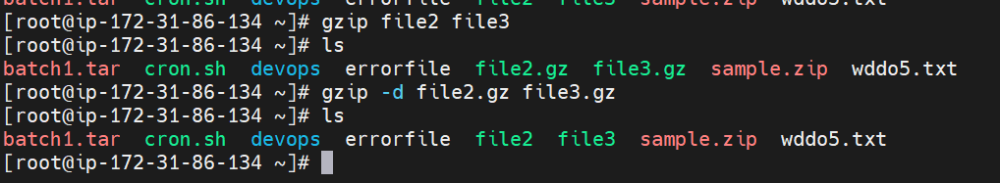 batch1.tar cron.sh devops errorfile file2 file3 sample.zip wddo5.txt
[root@ip-172-31-86-134 ~]# gzip file2 file3
[root@ip-172-31-86-134 ~]# ls
batch1.tar cron.sh devops errorfile file2.gz file3.gz sample.zip wddo5.txt
[root@ip-172-31-86-134 ~]# gzip -d file2.gz file3.gz
[root@ip-172-31-86-134 ~]# ls
batch1.tar cron.sh devops errorfile file2 file3 sample.zip wddo5.txt
[root@ip-172-31-86-134 ~]#